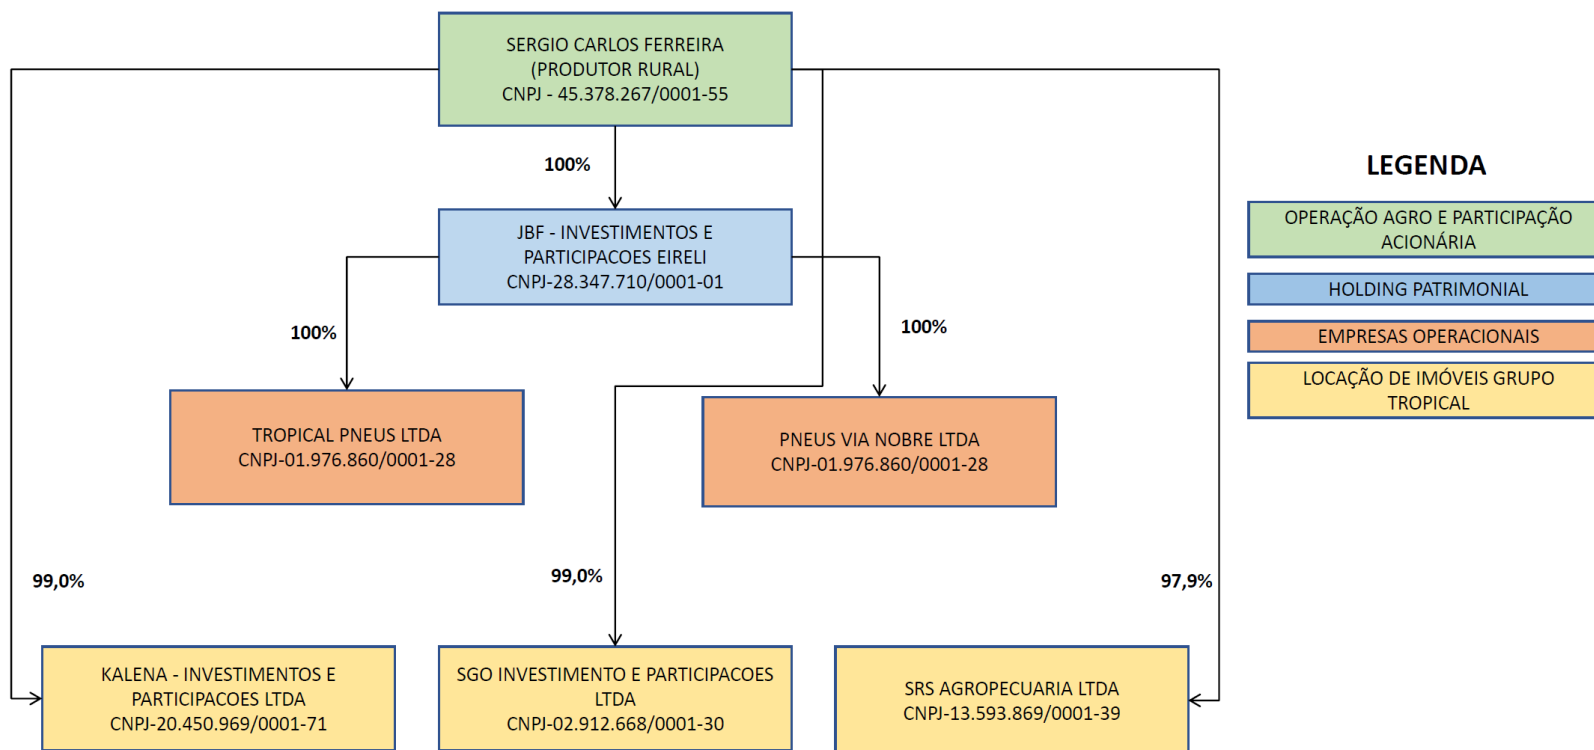 SERGIO CARLOS FERREIRA
(PRODUTOR RURAL)
CNPJ - 45.378.267/0001-55
100%
JBF - INVESTIMENTOS E
PARTICIPACOES EIRELI
CNPJ-28.347.710/0001-01
100%
100%
TROPICAL PNEUS LTDA
CNPJ-01.976.860/0001-28
PNEUS VIA NOBRE LTDA
CNPJ-01.976.860/0001-28
99,0%
99,0%
97,9%
KALENA - INVESTIMENTOS E
PARTICIPACOES LTDA
CNPJ-20.450.969/0001-71
SGO INVESTIMENTO E PARTICIPACOES
LTDA
CNPJ-02.912.668/0001-30
SRS AGROPECUARIA LTDA
CNPJ-13.593.869/0001-39
LEGENDA
OPERAÇÃO AGRO E PARTICIPAÇÃO
ACIONÁRIA
HOLDING PATRIMONIAL
EMPRESAS OPERACIONAIS
LOCAÇÃO DE IMÓVEIS GRUPO
TROPICAL